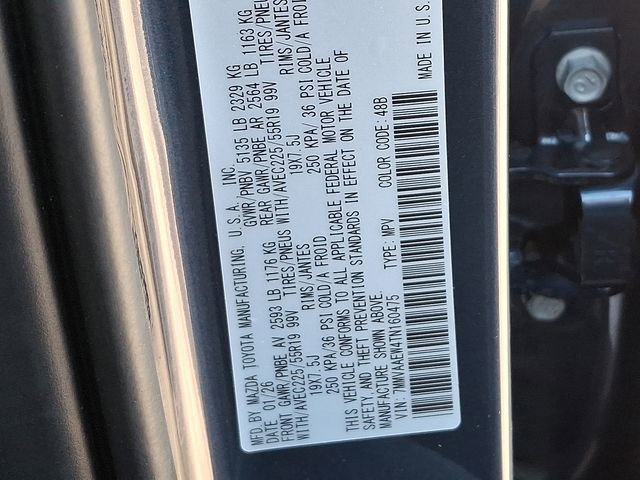 MFD. BY MAZDA TOYOTA MANUFACTURING, U.S.A., INC.
DATE 01/26 GVWR/PNBV 5135 LB 2329 KG
FRONT GAWR/PNBE AV 2593 LB 1176 KG REAR GAWR/PNBE AR 2564 LB 1163 KG
WITH/AVEC225/55R19 99V TIRES/PNEUS WITH/AVEC225/55R19 99V TIRES/PNEU
19X7.5J RIMS/JANTES 19X7.5J RIMS/JANTES
250 KPA/36 PSI COLD/A FROID 250 KPA/ 36 PSI COLD/A FROID
THIS VEHICLE CONFORMS TO ALL APPLICABLE FEDERAL MOTOR VEHICLE
SAFETY, AND THEFT PREVENTION STANDARDS IN EFFECT ON THE DATE OF
MANUFACTURE SHOWN ABOVE.
VIN: 7MMVAAEW4TN160475 TYPE: MPV COLOR CODE: 48B
MADE IN U.S.